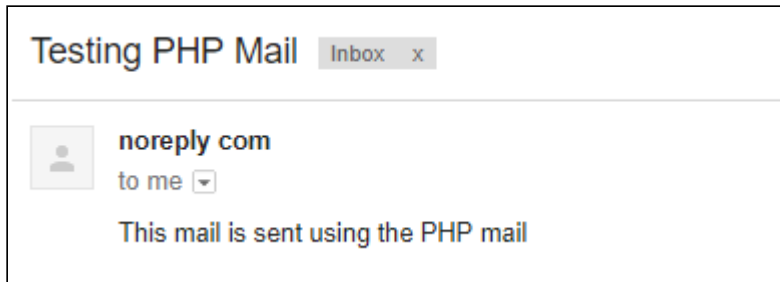 Testing PHP Mail Inbox x
noreply com
to me
This mail is sent using the PHP mail